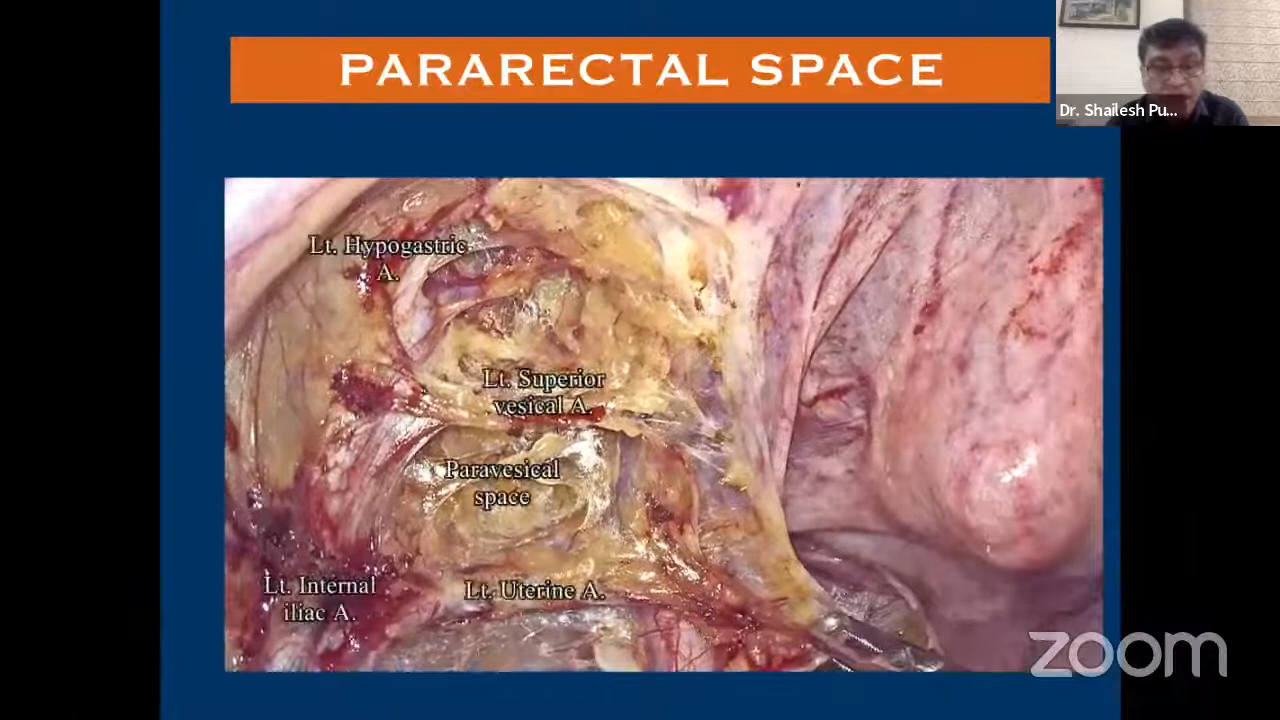 PARARECTAL SPACE
Dr. Shailesh Pu...
Lt. Hypogastric
A.
Lt. Superior
vesical A.
Paravesical
space
Lt. Internal
iliac A.
Lt. Uterine A.
zoom